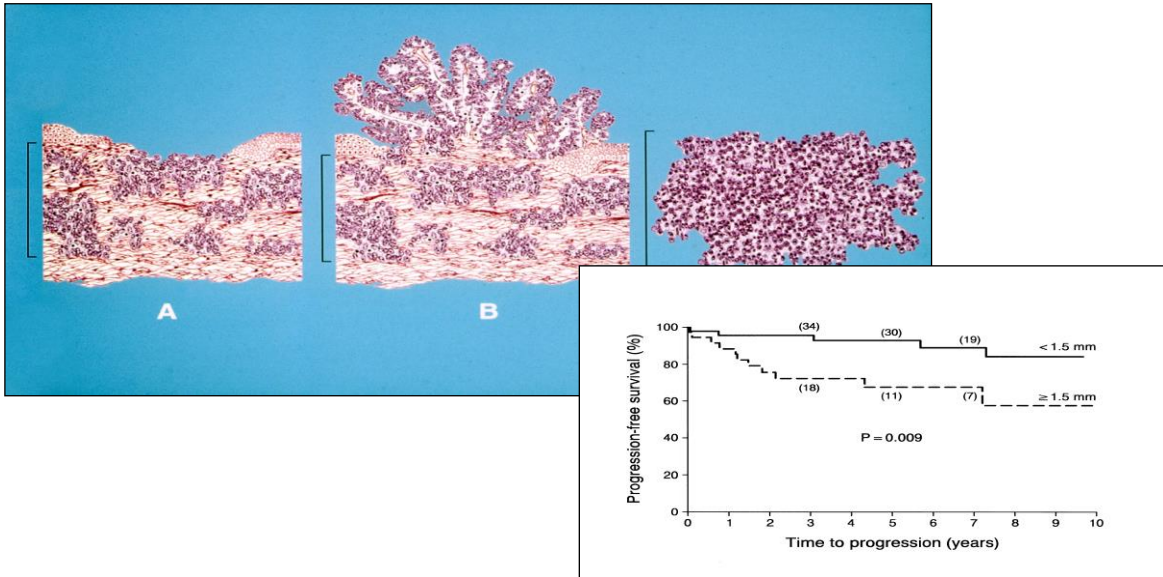 A
B
Progression-free survival (%)
100
80
60
40
20
0
(34)
(30)
(19)
< 1.5 mm
(18)
(11)
(7)
≥ 1.5 mm
P = 0.009
0 1 2 3 4 5 6 7 8 9 10
Time to progression (years)